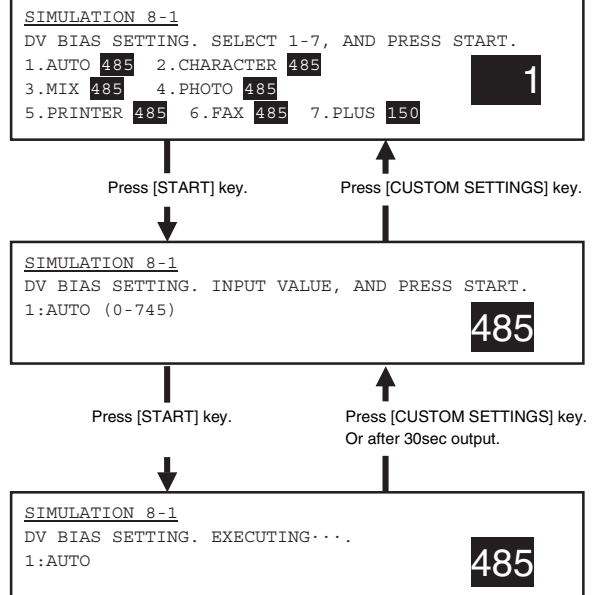 SIMULATION 8-1
DV BIAS SETTING. SELECT 1-7, AND PRESS START.
1.AUTO 485 2.CHARACTER 485
3.MIX 485 4.PHOTO 485
1
5.PRINTER 485 6.FAX 485 7.PLUS 150
Press [START] key.
Press [CUSTOM SETTINGS] key.
SIMULATION 8-1
DV BIAS SETTING. INPUT VALUE, AND PRESS START.
1:AUTO (0-745)
485
Press [START] key.
Press [CUSTOM SETTINGS] key.
Or after 30sec output.
SIMULATION 8-1
DV BIAS SETTING. EXECUTING···.
1:AUTO
485